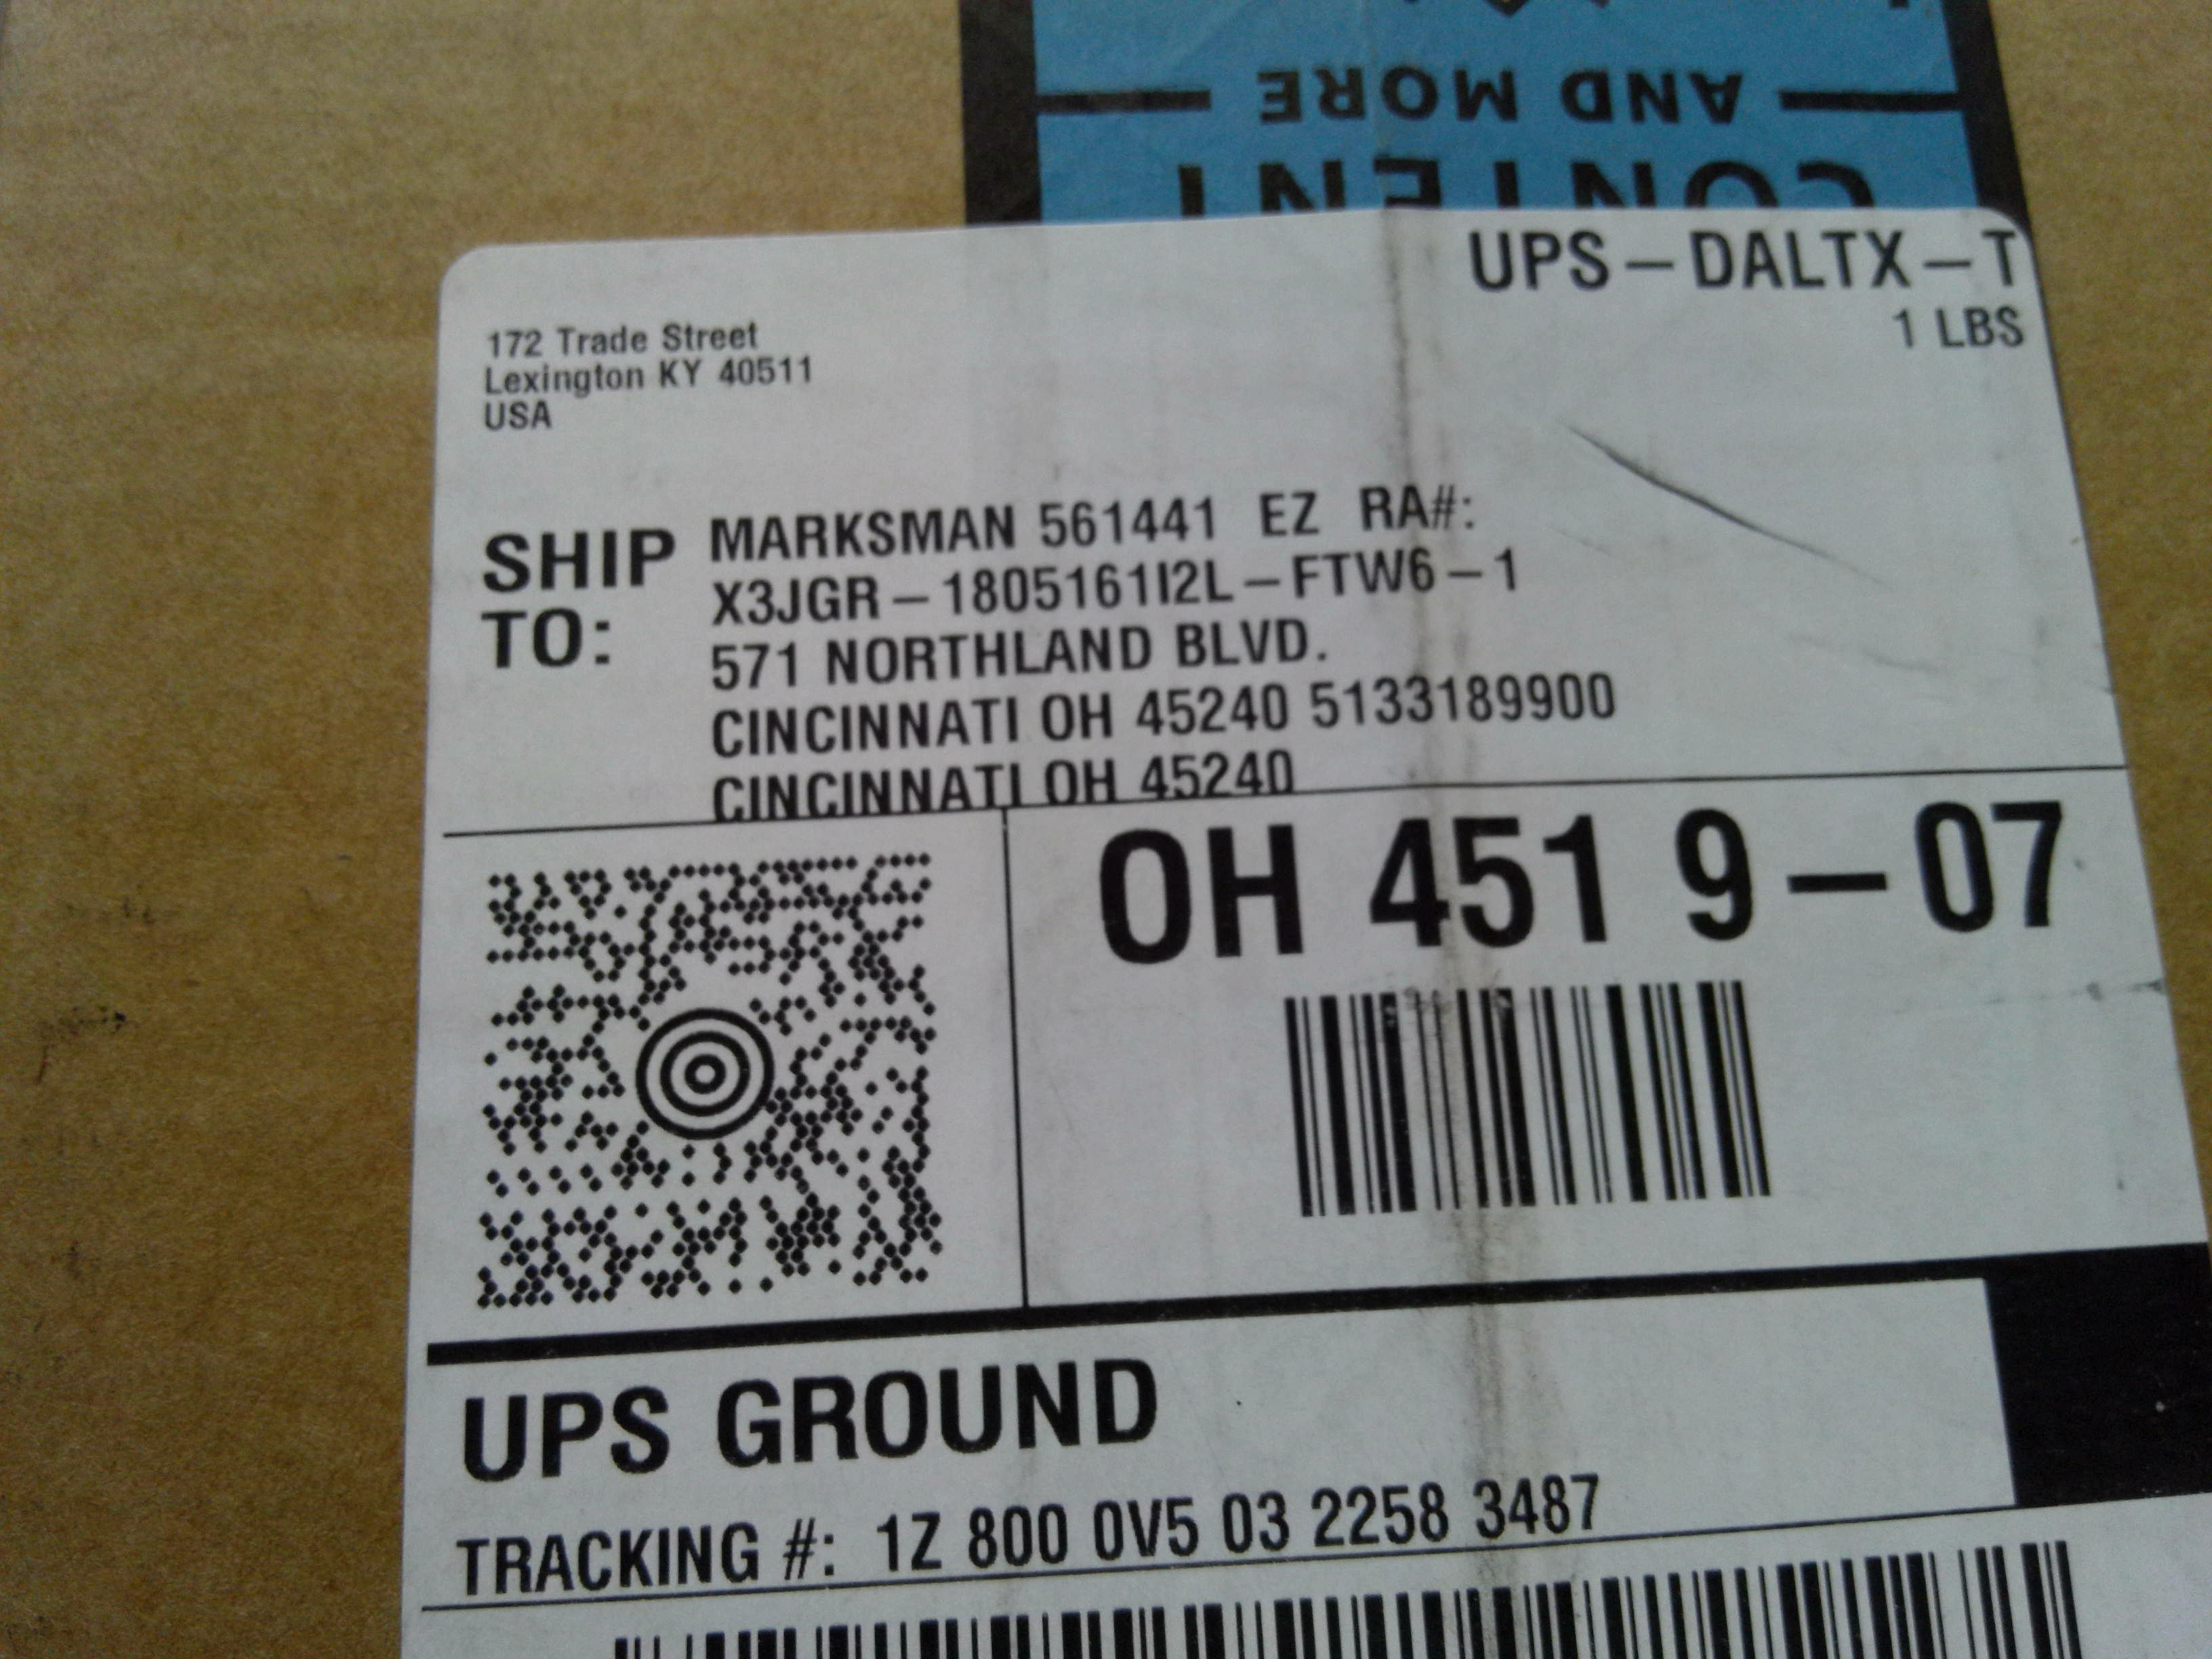 AND MORE
CONTENT
UPS-DALTX-T
1 LBS
172 Trade Street
Lexington KY 40511
USA
SHIP TO:
MARKSMAN 561441 EZ RA#:
X3JGR-1805161I2L-FTW6-1
571 NORTHLAND BLVD.
CINCINNATI OH 45240 5133189900
CINCINNATI OH 45240
OH 451 9-07
UPS GROUND
TRACKING #: 1Z 800 0V5 03 2258 3487